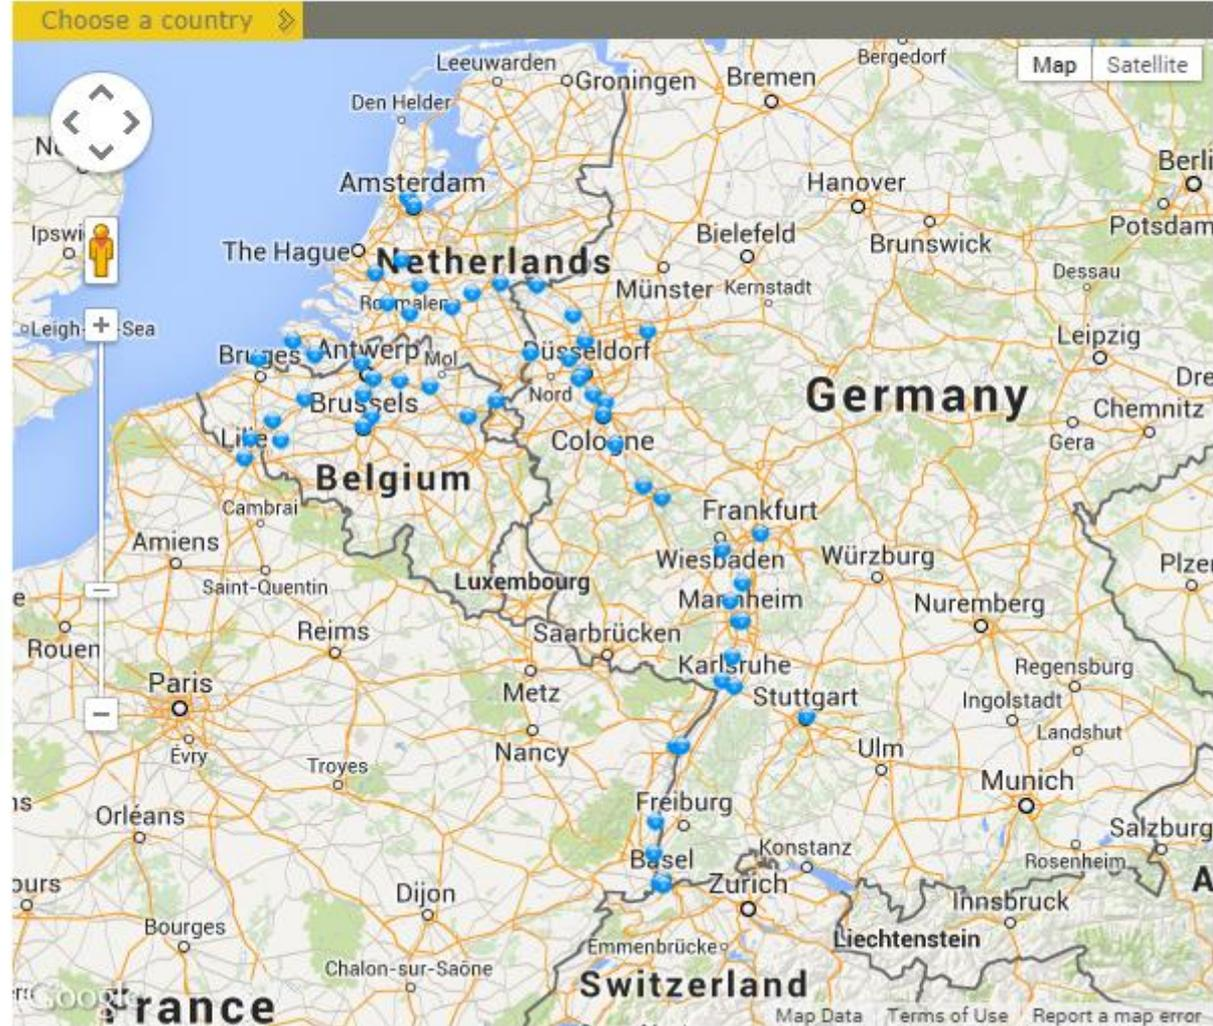 Choose a country
Map Satellite
Bergedorf
Leeuwarden
Groningen
Bremen
Den Helder
Amsterdam
Hanover
Berli
Potsdam
Ipswi
The Hague
Netherlands
Bielefeld
Brunswick
Münster
Kernstadt
Dessau
Leigh
Sea
Leipzig
Bruges
Antwerp
Mol
Düsseldorf
Dre
Brussels
Nord
Germany
Chemnitz
Gera
Lille
Cologne
Belgium
Cambrai
Frankfurt
Amiens
Wiesbaden
Würzburg
Plze
Saint-Quentin
Luxembourg
Mannheim
Nuremberg
Rouen
Reims
Saarbrücken
Karlsruhe
Regensburg
Paris
Metz
Stuttgart
Ingolstadt
Évry
Nancy
Landshut
Troyes
Ulm
Munich
Orléans
Freiburg
Salzburg
Basel
Konstanz
Rosenheim
ours
Dijon
Zurich
Innsbruck
Bourges
Emmenbrücke
Liechtenstein
Chalon-sur-Saône
Switzerland
Google
France
Map Data Terms of Use Report a map error